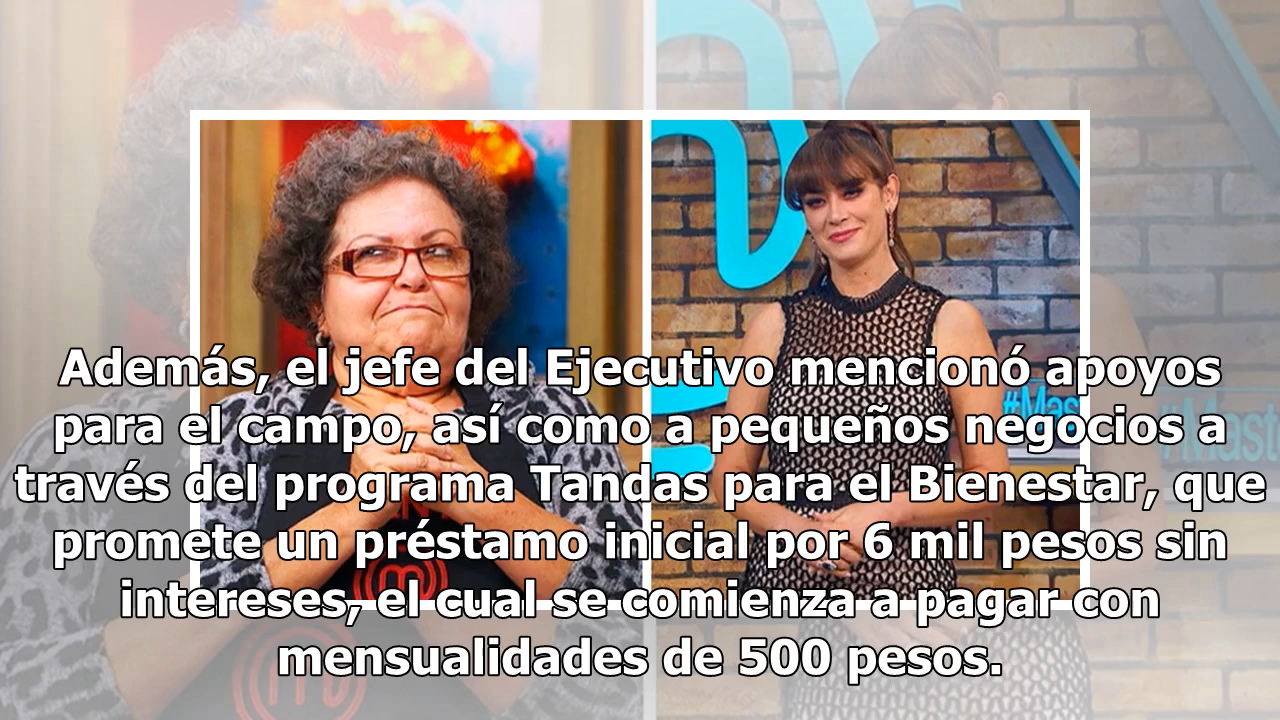 Además, el jefe del Ejecutivo mencionó apoyos
para el campo, así como a pequeños negocios a
través del programa Tandas para el Bienestar, que
promete un préstamo inicial por 6 mil pesos sin
intereses, el cual se comienza a pagar con
mensualidades de 500 pesos.
#Mas
#Mast